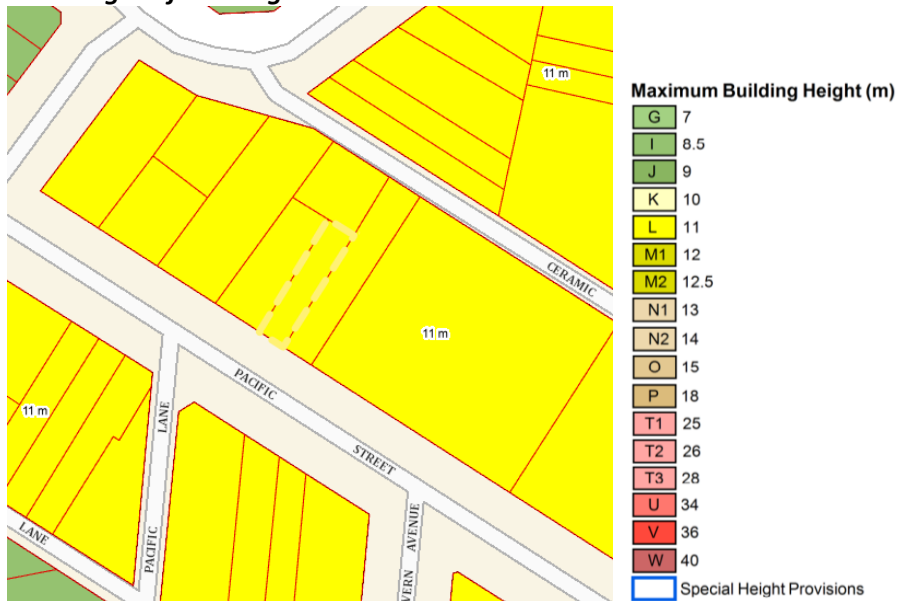 11 m
CERAMIC
11 m
PACIFIC
STREET
11 m
LANE
PACIFIC
LANE
AVENUE
VERN
Maximum Building Height (m)
G 7
I 8.5
J 9
K 10
L 11
M1 12
M2 12.5
N1 13
N2 14
O 15
P 18
T1 25
T2 26
T3 28
U 34
V 36
W 40
Special Height Provisions